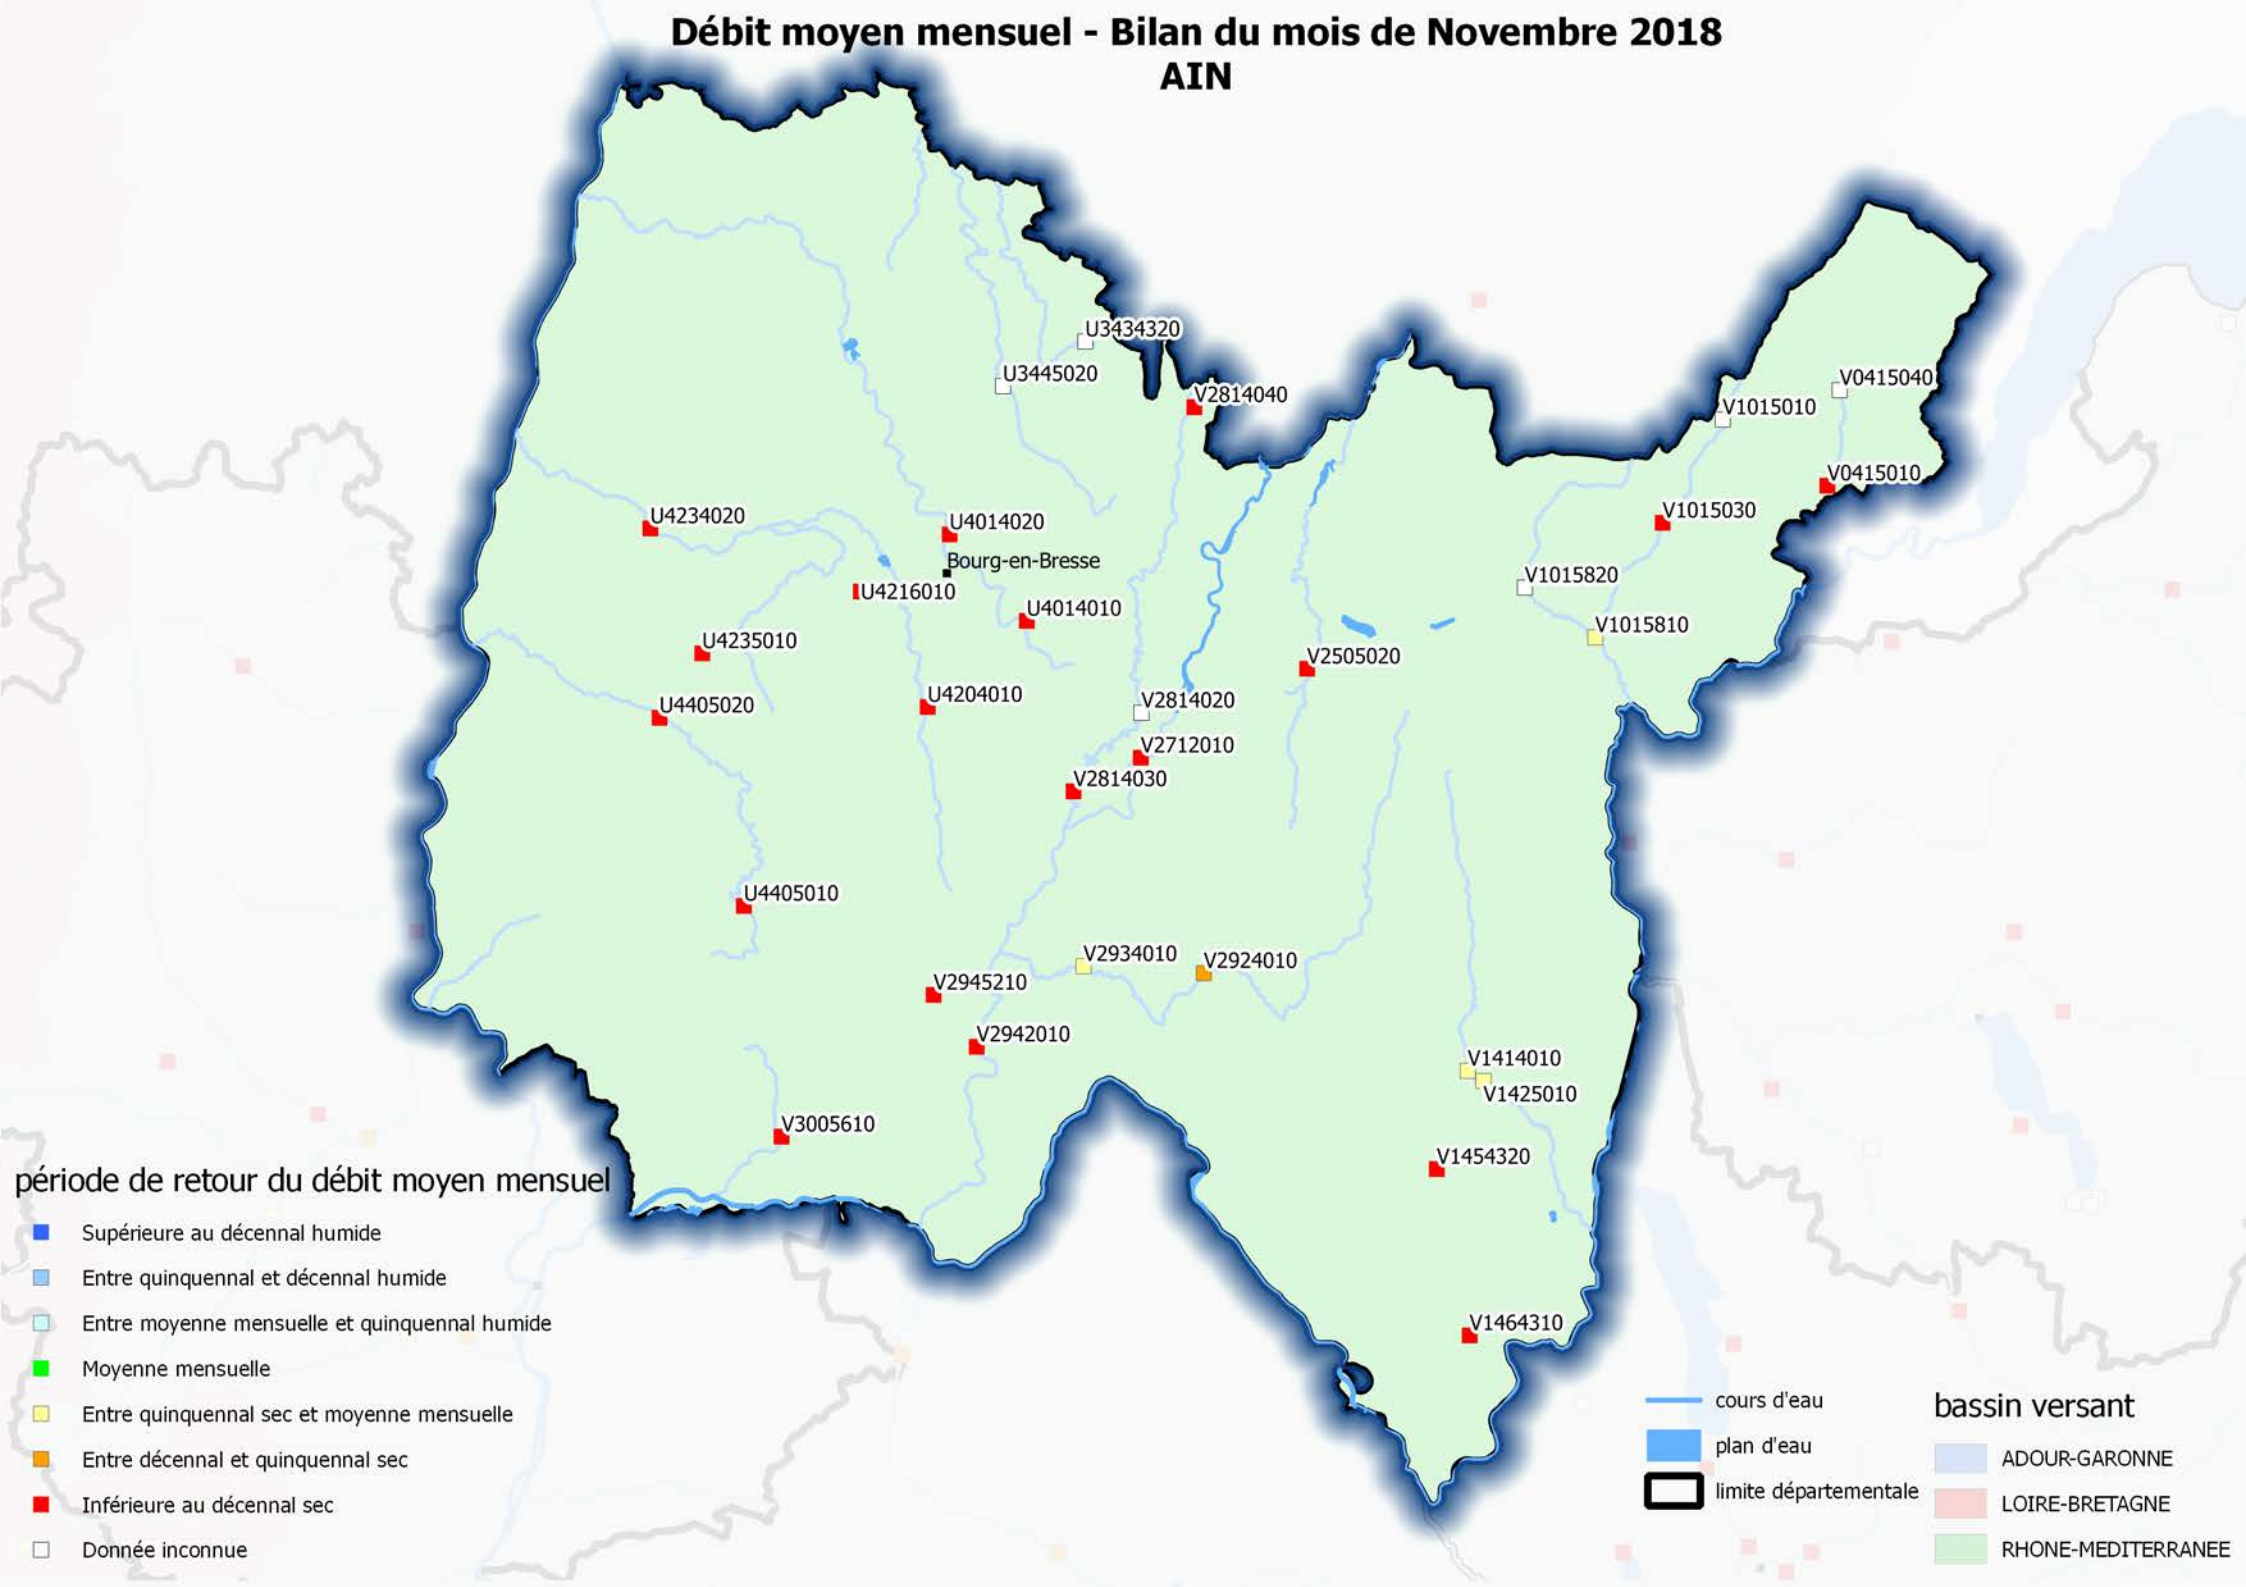 Débit moyen mensuel - Bilan du mois de Novembre 2018
AIN
U3434320
U3445020
V2814040
V0415040
V1015010
V0415010
V1015030
U4234020
U4014020
Bourg-en-Bresse
V1015820
U4216010
U4014010
V1015810
U4235010
V2505020
U4204010
V2814020
U4405020
V2712010
V2814030
U4405010
V2934010
V2924010
V2945210
V2942010
V1414010
V1425010
V3005610
V1454320
V1464310
période de retour du débit moyen mensuel
Supérieure au décennal humide
Entre quinquennal et décennal humide
Entre moyenne mensuelle et quinquennal humide
Moyenne mensuelle
Entre quinquennal sec et moyenne mensuelle
Entre décennal et quinquennal sec
Inférieure au décennal sec
Donnée inconnue
cours d'eau
plan d'eau
limite départementale
bassin versant
ADOUR-GARONNE
LOIRE-BRETAGNE
RHONE-MEDITERRANEE